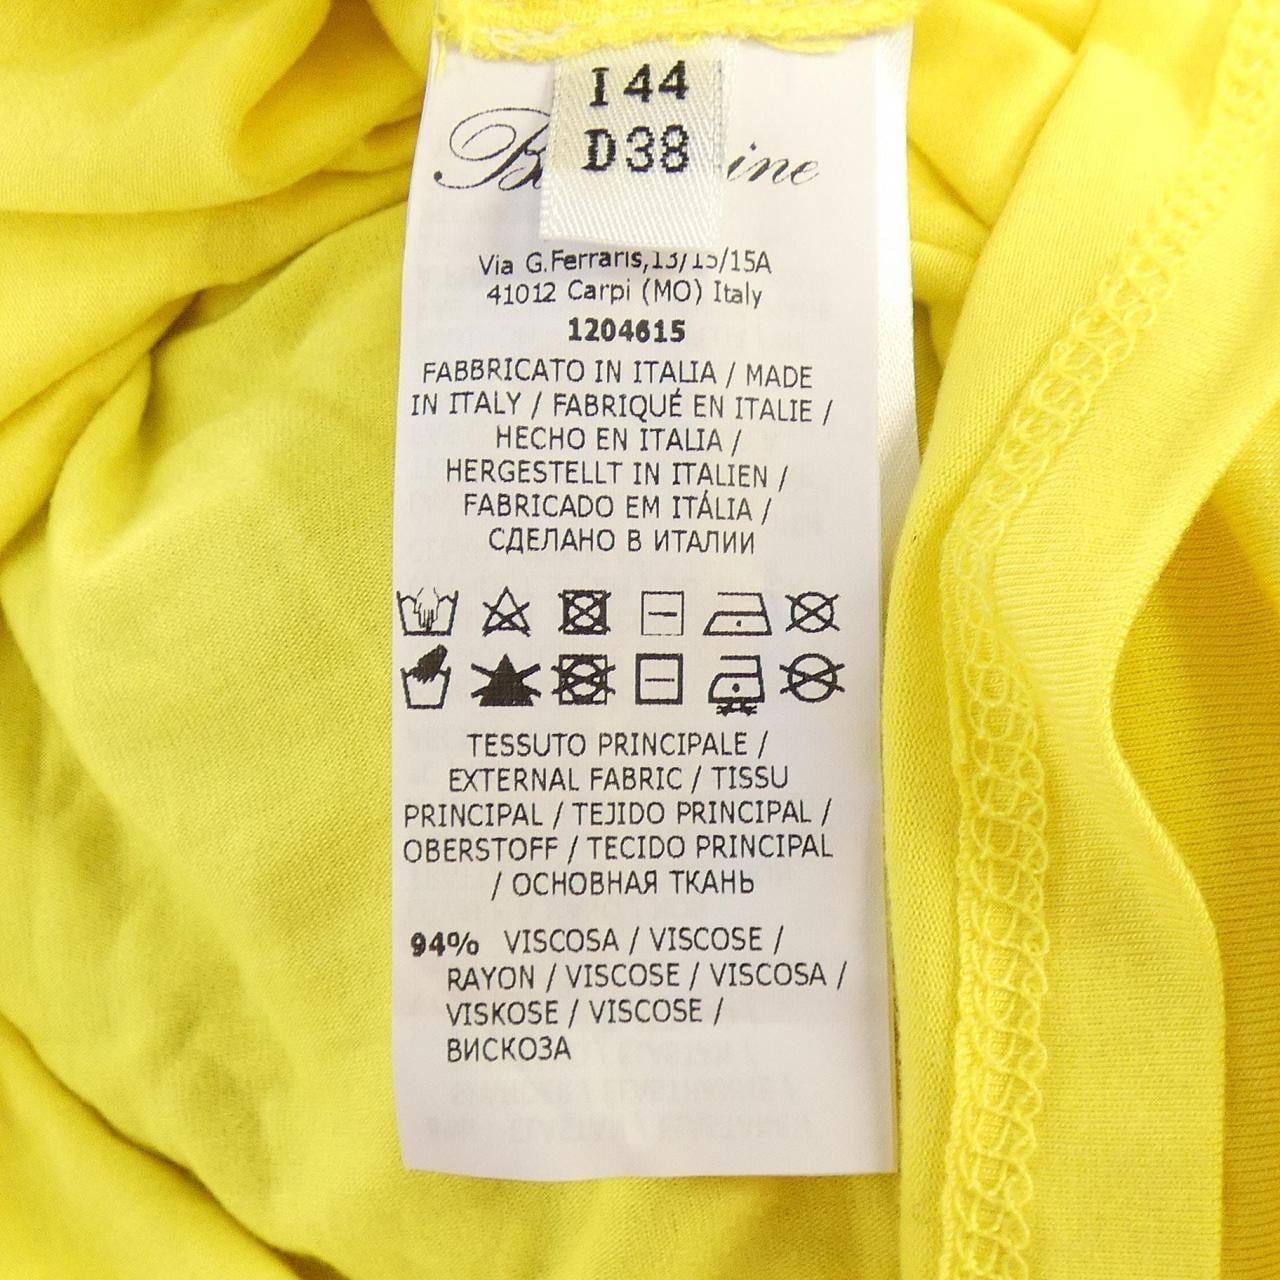 I 44
D38
Via G.Ferraris,13/15/15A
41012 Carpi (MO) Italy
1204615
FABBRICATO IN ITALIA / MADE
IN ITALY / FABRIQUÉ EN ITALIE /
HECHO EN ITALIA /
HERGESTELLT IN ITALIEN /
FABRICADO EM ITÁLIA /
СДЕЛАНО В ИТАЛИИ
TESSUTO PRINCIPALE /
EXTERNAL FABRIC / TISSU
PRINCIPAL / TEJIDO PRINCIPAL /
OBERSTOFF / TECIDO PRINCIPAL
/ ОСНОВНАЯ ТКАНЬ
94% VISCOSA / VISCOSE /
RAYON / VISCOSE / VISCOSA /
VISKOSE / VISCOSE /
ВИСКОЗА